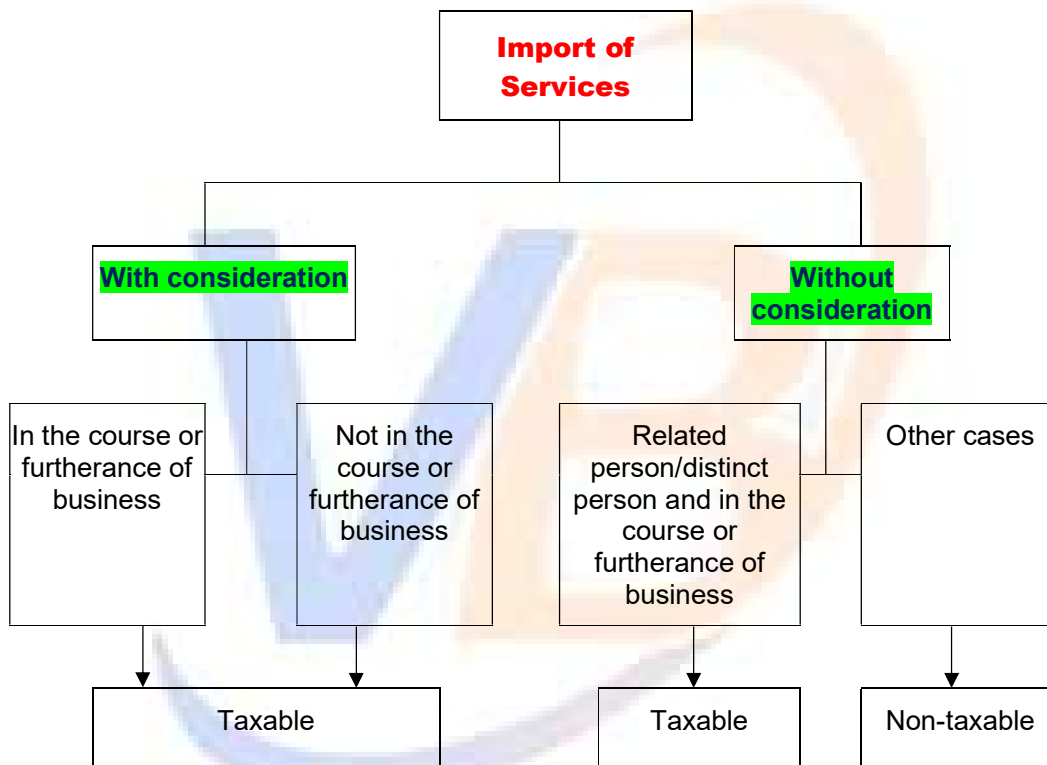 Import of
Services
With consideration
Without
consideration
In the course or
furtherance of
business
Not in the
course or
furtherance of
business
Related
person/distinct
person and in the
course or
furtherance of
business
Other cases
Taxable
Taxable
Non-taxable